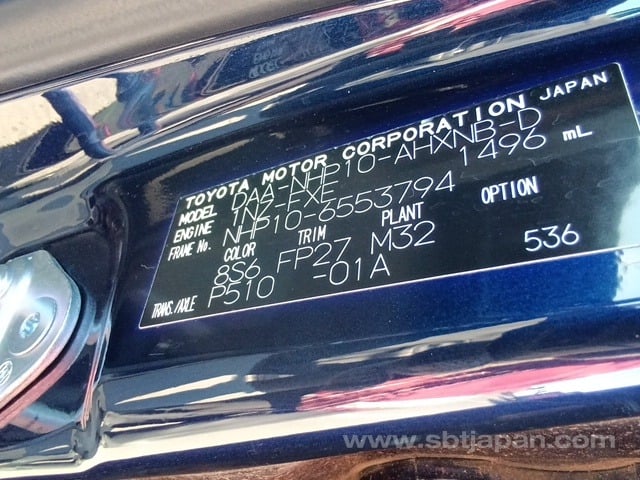 TOYOTA MOTOR CORPORATION JAPAN
MODEL DAA-NHP10-AHXNB-D
ENGINE 1NZ-FXE 1496 mL
FRAME No. NHP10-6553794
COLOR TRIM PLANT OPTION
8S6 FP27 M32 536
TRANS./AXLE P510 -01A
www.sbtjapan.com